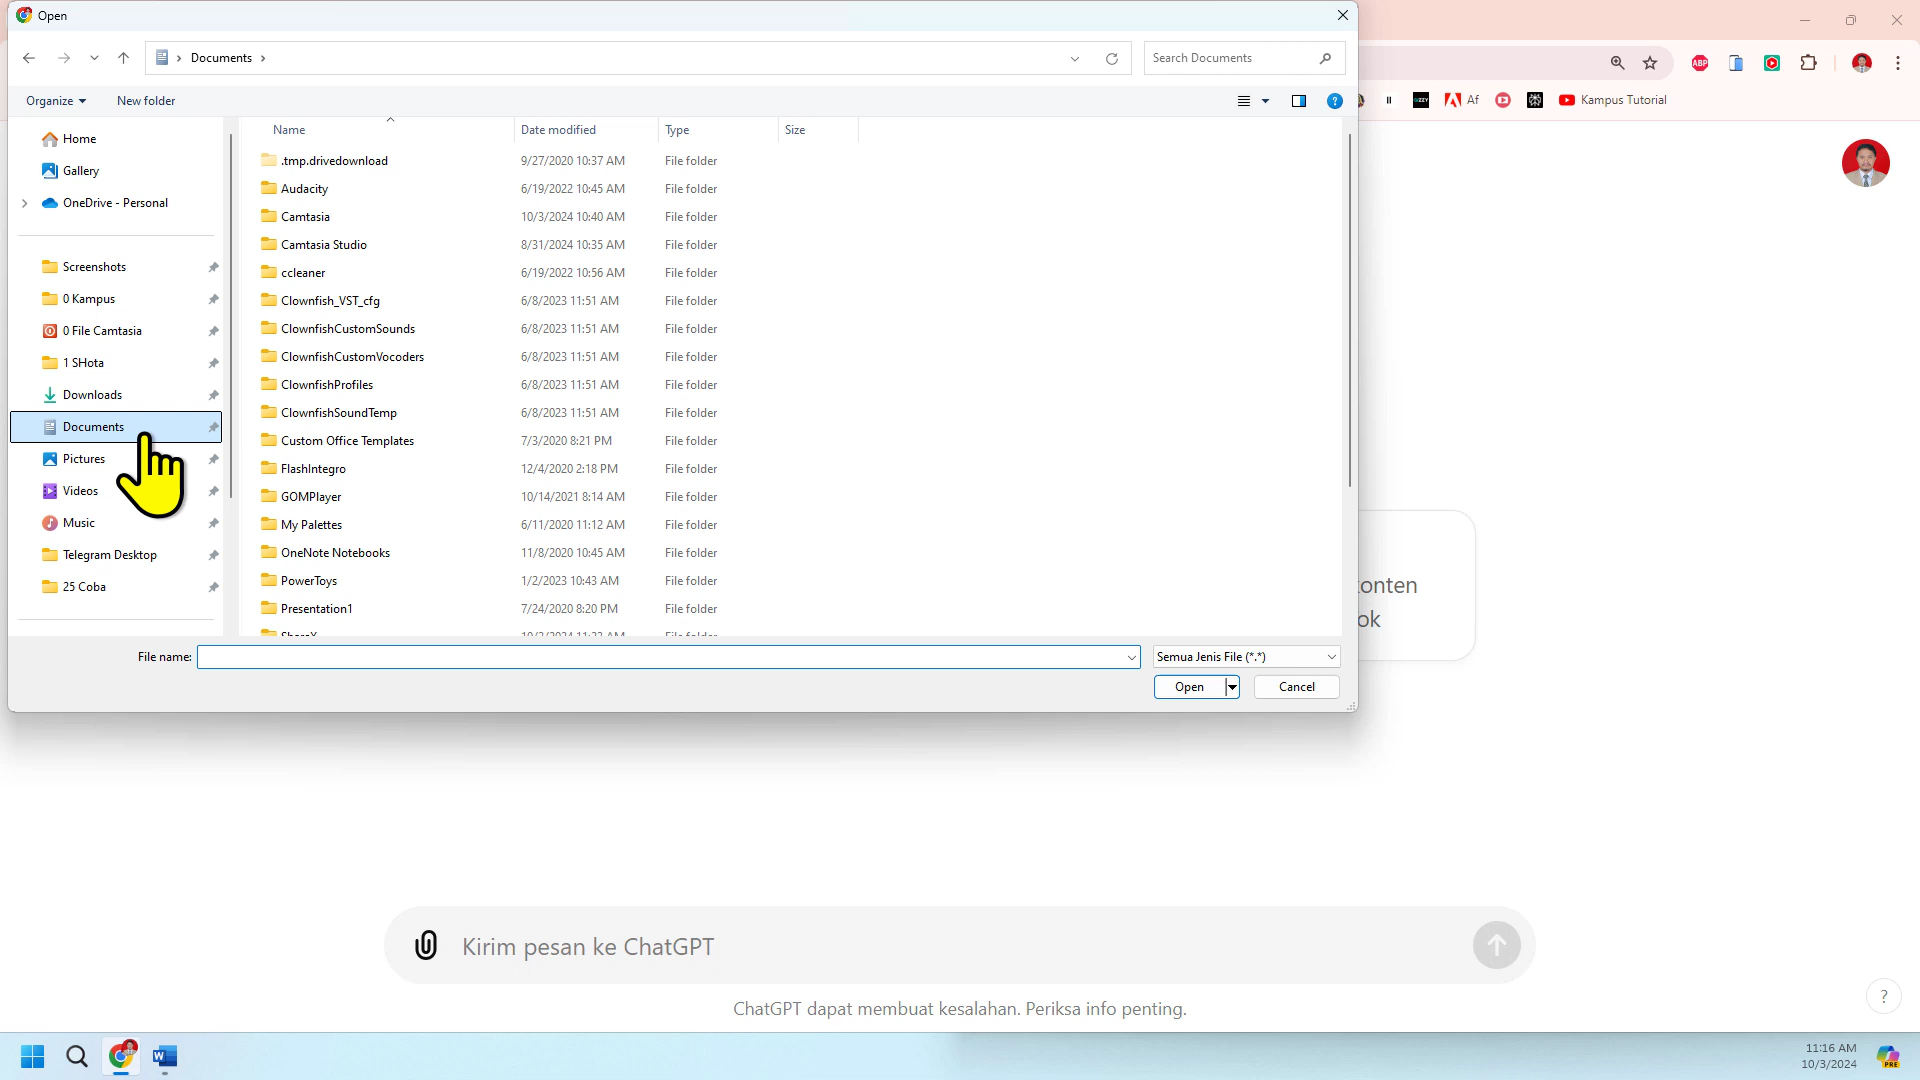 Open
Documents
Search Documents
Organize
New folder
Name
Date modified
Type
Size
Home
Gallery
OneDrive - Personal
Screenshots
0 Kampus
0 File Camtasia
1 SHota
Downloads
Documents
Pictures
Videos
Music
Telegram Desktop
25 Coba
.tmp.drivedownload 9/27/2020 10:37 AM File folder
Audacity 6/19/2022 10:45 AM File folder
Camtasia 10/3/2024 10:40 AM File folder
Camtasia Studio 8/31/2024 10:35 AM File folder
ccleaner 6/19/2022 10:56 AM File folder
Clownfish_VST_cfg 6/8/2023 11:51 AM File folder
ClownfishCustomSounds 6/8/2023 11:51 AM File folder
ClownfishCustomVocoders 6/8/2023 11:51 AM File folder
ClownfishProfiles 6/8/2023 11:51 AM File folder
ClownfishSoundTemp 6/8/2023 11:51 AM File folder
Custom Office Templates 7/3/2020 8:21 PM File folder
FlashIntegro 12/4/2020 2:18 PM File folder
GOMPlayer 10/14/2021 8:14 AM File folder
My Palettes 6/11/2020 11:12 AM File folder
OneNote Notebooks 11/8/2020 10:45 AM File folder
PowerToys 1/2/2023 10:43 AM File folder
Presentation1 7/24/2020 8:20 PM File folder
File name:
Semua Jenis File (*.*)
Open
Cancel
ABP
Af
Kampus Tutorial
konten
ok
Kirim pesan ke ChatGPT
ChatGPT dapat membuat kesalahan. Periksa info penting.
?
11:16 AM
10/3/2024